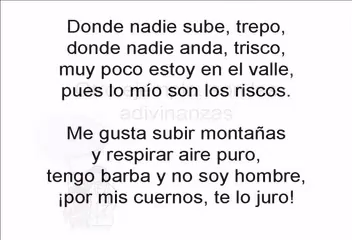 Donde nadie sube, trepo,
donde nadie anda, trisco,
muy poco estoy en el valle,
pues lo mío son los riscos.
adivinanzas
Me gusta subir montañas
y respirar aire puro,
tengo barba y no soy hombre,
¡por mis cuernos, te lo juro!